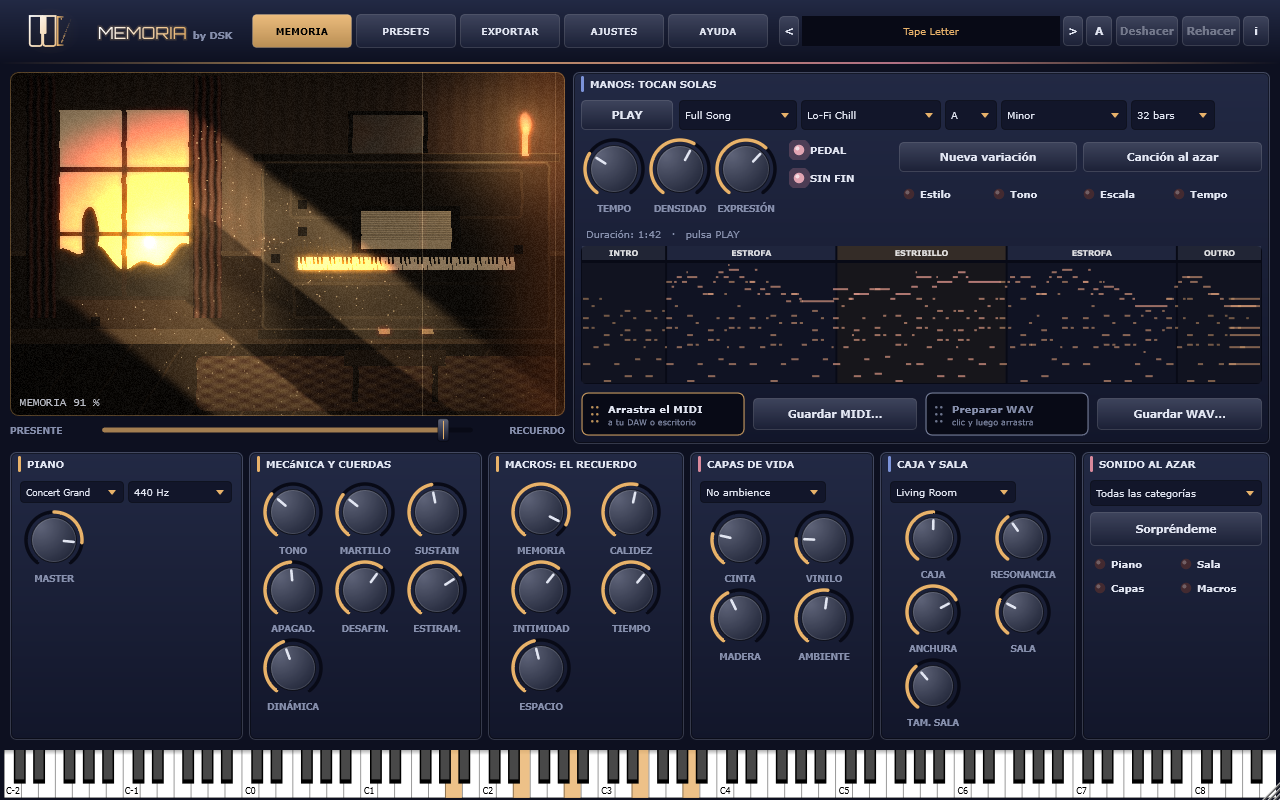 MEMORIA by DSK
MEMORIA
PRESETS
EXPORTAR
AJUSTES
AYUDA
<
Tape Letter
>
A
Deshacer
Rehacer
i
MEMORIA 91 %
PRESENTE
RECUERDO
MANOS: TOCAN SOLAS
PLAY
Full Song
Lo-Fi Chill
A
Minor
32 bars
TEMPO
DENSIDAD
EXPRESIÓN
PEDAL
SIN FIN
Nueva variación
Canción al azar
Estilo
Tono
Escala
Tempo
Duración: 1:42 · pulsa PLAY
INTRO
ESTROFA
ESTRIBILLO
ESTROFA
OUTRO
Arrastra el MIDI
a tu DAW o escritorio
Guardar MIDI...
Preparar WAV
clic y luego arrastra
Guardar WAV...
PIANO
Concert Grand
440 Hz
MASTER
MECáNICA Y CUERDAS
TONO
MARTILLO
SUSTAIN
APAGAD.
DESAFIN.
ESTIRAM.
DINÁMICA
MACROS: EL RECUERDO
MEMORIA
CALIDEZ
INTIMIDAD
TIEMPO
ESPACIO
CAPAS DE VIDA
No ambience
CINTA
VINILO
MADERA
AMBIENTE
CAJA Y SALA
Living Room
CAJA
RESONANCIA
ANCHURA
SALA
TAM. SALA
SONIDO AL AZAR
Todas las categorías
Sorpréndeme
Piano
Sala
Capas
Macros
C-2
C-1
C0
C1
C2
C3
C4
C5
C6
C7
C8